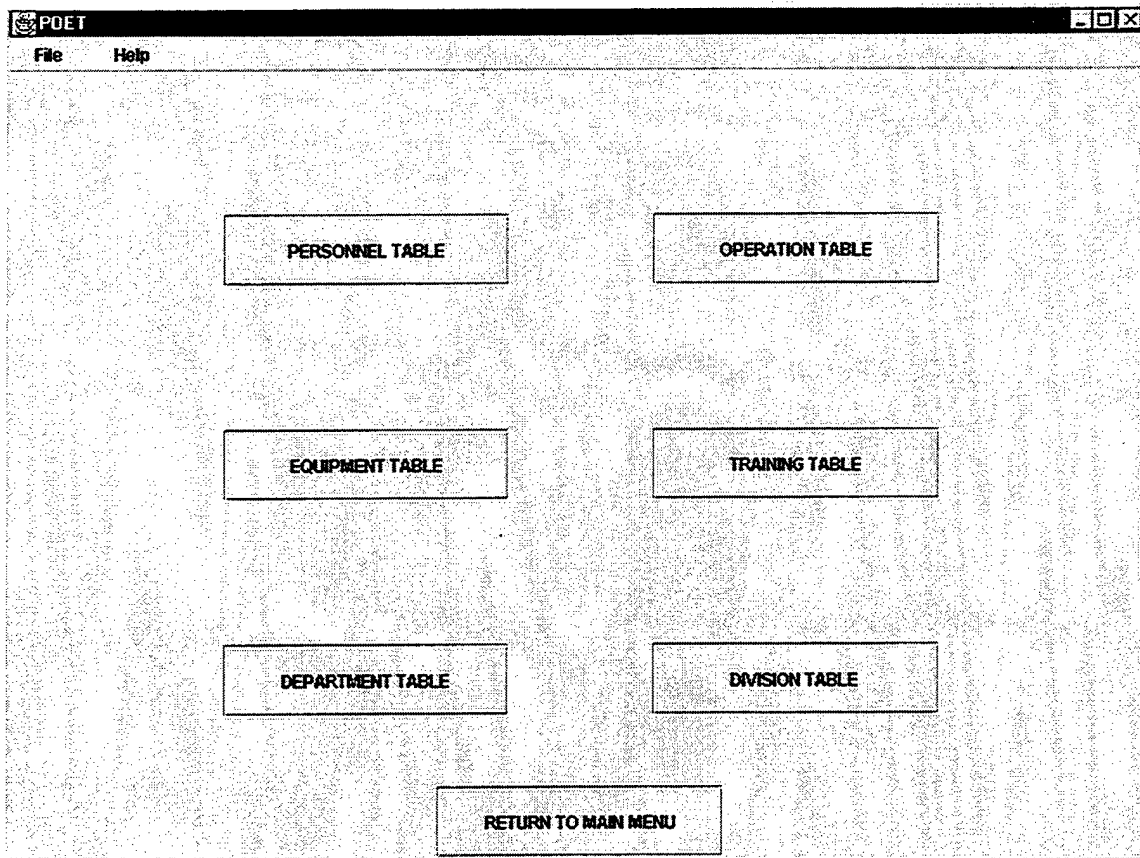 POET
File Help
PERSONNEL TABLE
OPERATION TABLE
EQUIPMENT TABLE
TRAINING TABLE
DEPARTMENT TABLE
DIVISION TABLE
RETURN TO MAIN MENU